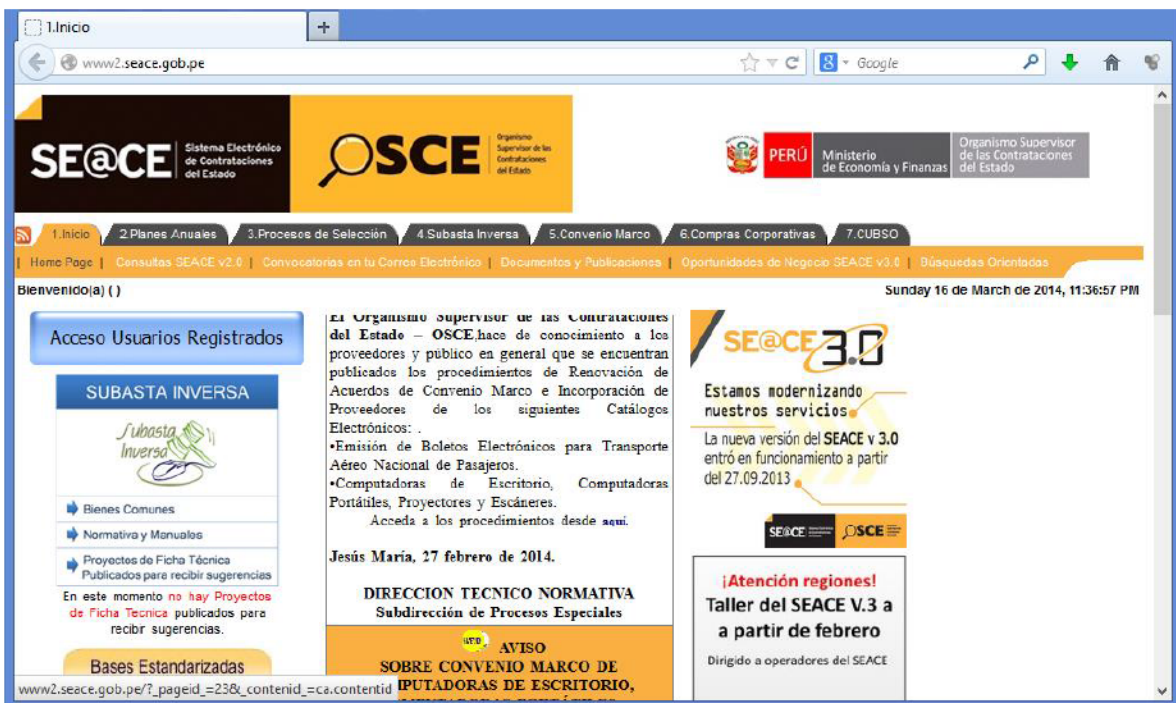 1.Inicio
www2.seace.gob.pe
Google
SE@CE
Sistema Electrónico
de Contrataciones
del Estado
OSCE
Organismo
Supervisor de las
Contrataciones
del Estado
PERÚ
Ministerio
de Economía y Finanzas
Organismo Supervisor
de las Contrataciones
del Estado
1.Inicio 2.Planes Anuales 3.Procesos de Selección 4.Subasta Inversa 5.Convenio Marco 6.Compras Corporativas 7.CUBSO
| Home Page | Consultas SEACE v2.0 | Convocatorias en tu Correo Electrónico | Documentos y Publicaciones | Oportunidades de Negocio SEACE v3.0 | Búsquedas Orientadas
Bienvenido(a) ( )
Sunday 16 de March de 2014, 11:36:57 PM
Acceso Usuarios Registrados
SUBASTA INVERSA
Subasta
Inversa
Bienes Comunes
Normativa y Manuales
Proyectos de Ficha Técnica
Publicados para recibir sugerencias
En este momento no hay Proyectos
de Ficha Tecnica publicados para
recibir sugerencias.
Bases Estandarizadas
www2.seace.gob.pe/?_pageid_=23&_contenid_=ca.contentid
El Organismo Supervisor de las Contrataciones
del Estado – OSCE,hace de conocimiento a los
proveedores y público en general que se encuentran
publicados los procedimientos de Renovación de
Acuerdos de Convenio Marco e Incorporación de
Proveedores de los siguientes Catálogos
Electrónicos: .
•Emisión de Boletos Electrónicos para Transporte
Aéreo Nacional de Pasajeros.
•Computadoras de Escritorio, Computadoras
Portátiles, Proyectores y Escáneres.
Acceda a los procedimientos desde aquí.
Jesús María, 27 febrero de 2014.
DIRECCION TECNICO NORMATIVA
Subdirección de Procesos Especiales
AVISO
SOBRE CONVENIO MARCO DE
PUTADORAS DE ESCRITORIO,
SE@CE 3.0
Estamos modernizando
nuestros servicios
La nueva versión del SEACE v 3.0
entró en funcionamiento a partir
del 27.09.2013
SE@CE OSCE
¡Atención regiones!
Taller del SEACE V.3 a
a partir de febrero
Dirigido a operadores del SEACE